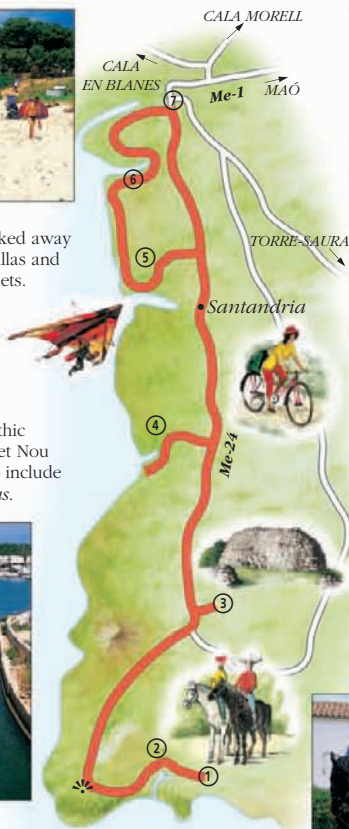 CALA MORELL
CALA
EN BLANES
Me-1
MAÓ
7
6
ked away
llas and
ets.
5
TORRE-SAURA
Santandria
4
thic
et Nou
include
us.
Me-24
3
2
1